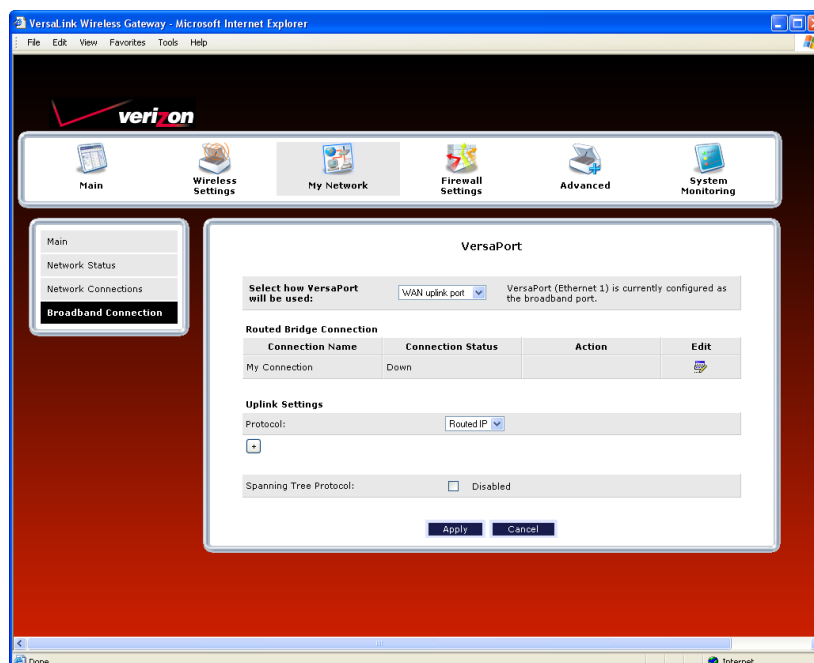 VersaLink Wireless Gateway - Microsoft Internet Explorer
File Edit View Favorites Tools Help
verizon
Main
Wireless Settings
My Network
Firewall Settings
Advanced
System Monitoring
Main
Network Status
Network Connections
Broadband Connection
VersaPort
Select how VersaPort will be used:
WAN uplink port
VersaPort (Ethernet 1) is currently configured as
the broadband port.
Routed Bridge Connection
Connection Name Connection Status Action Edit
My Connection Down
Uplink Settings
Protocol: Routed IP
+
Spanning Tree Protocol: Disabled
Apply Cancel
Done Internet